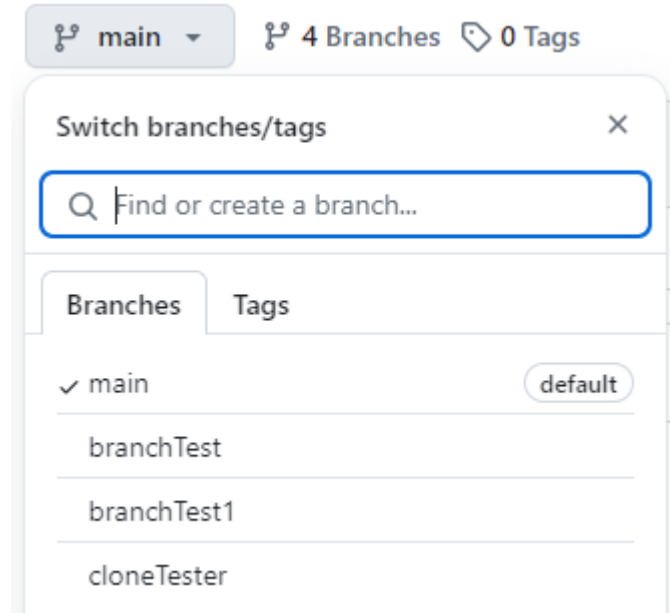 main 4 Branches 0 Tags
Switch branches/tags
Find or create a branch...
Branches Tags
main default
branchTest
branchTest1
cloneTester